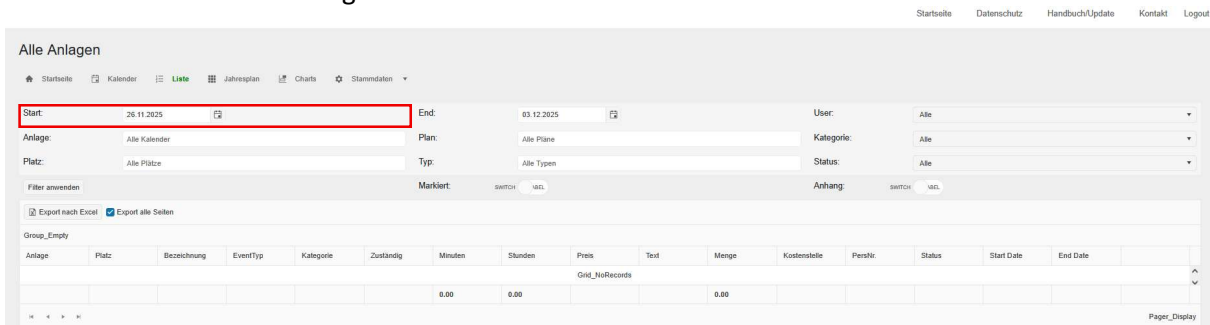 Startseite Datenschutz Handbuch/Update Kontakt Logout
Alle Anlagen
Startseite Kalender Liste Jahresplan Charts Stammdaten
Start: 26.11.2025 End: 03.12.2025 User: Alle
Anlage: Alle Kalender Plan: Alle Pläne Kategorie: Alle
Platz: Alle Plätze Typ: Alle Typen Status: Alle
Filter anwenden Markiert: SWITCH ABEL Anhang: SWITCH ABEL
Export nach Excel Export alle Seiten
Group_Empty
Anlage Platz Bezeichnung EventTyp Kategorie Zuständig Minuten Stunden Preis Text Menge Kostenstelle PersNr. Status Start Date End Date
Grid_NoRecords
0.00 0.00 0.00
Pager_Display